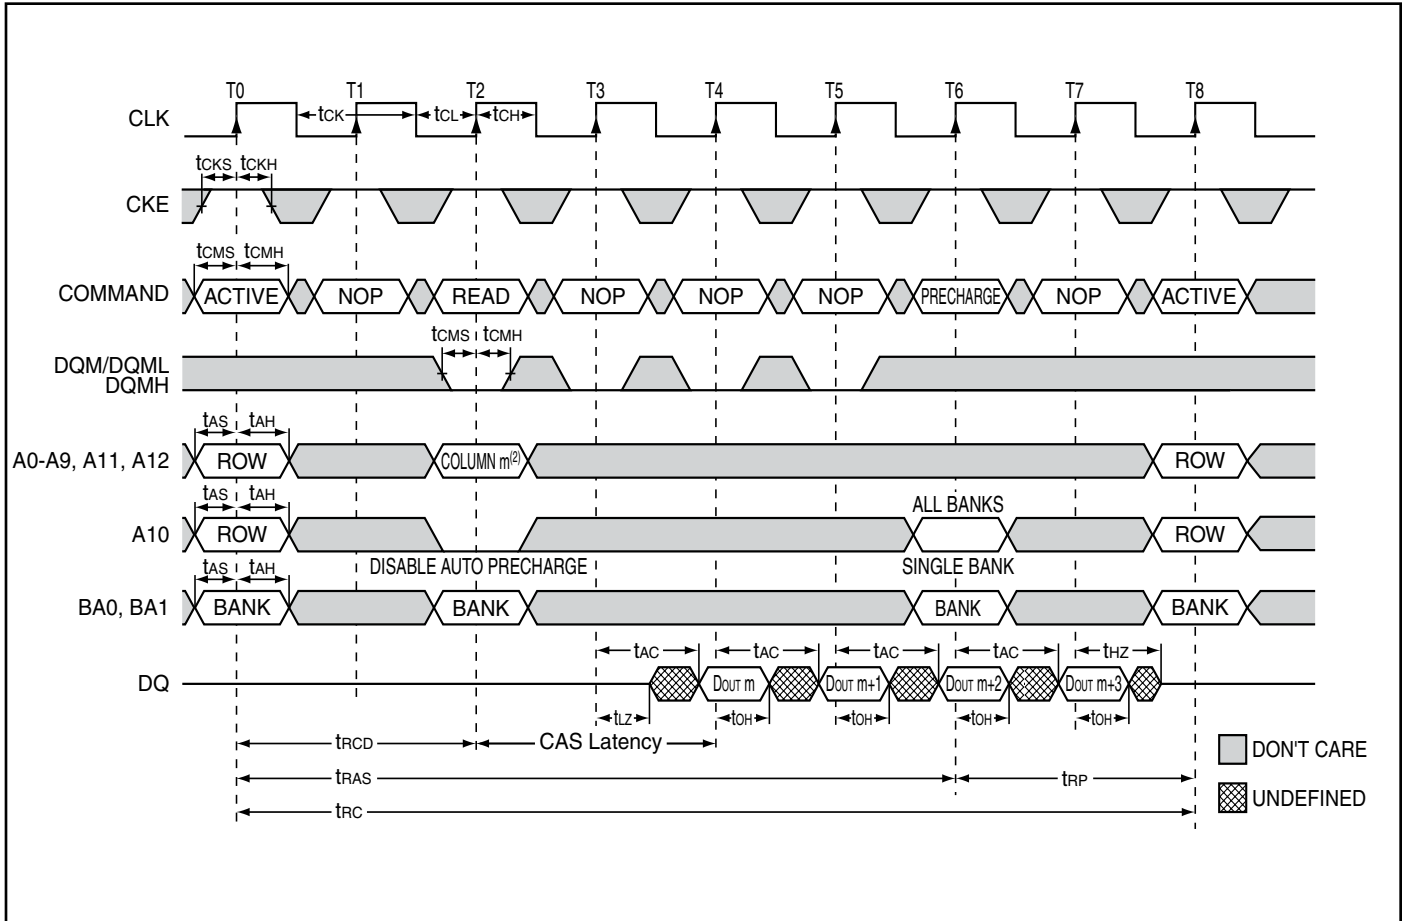 T0 T1 T2 T3 T4 T5 T6 T7 T8
CLK tCK tCL tCH
tCKS tCKH
CKE
tCMS tCMH
COMMAND ACTIVE NOP READ NOP NOP NOP PRECHARGE NOP ACTIVE
tCMS tCMH
DQM/DQML
DQMH
tAS tAH
A0-A9, A11, A12 ROW COLUMN m(2) ROW
tAS tAH ALL BANKS
A10 ROW ROW
DISABLE AUTO PRECHARGE SINGLE BANK
tAS tAH
BA0, BA1 BANK BANK BANK BANK
tAC tAC tAC tAC tHZ
DQ DOUT m DOUT m+1 DOUT m+2 DOUT m+3
tLZ tOH tOH tOH tOH
tRCD CAS Latency
DON'T CARE
tRAS tRP
UNDEFINED
tRC